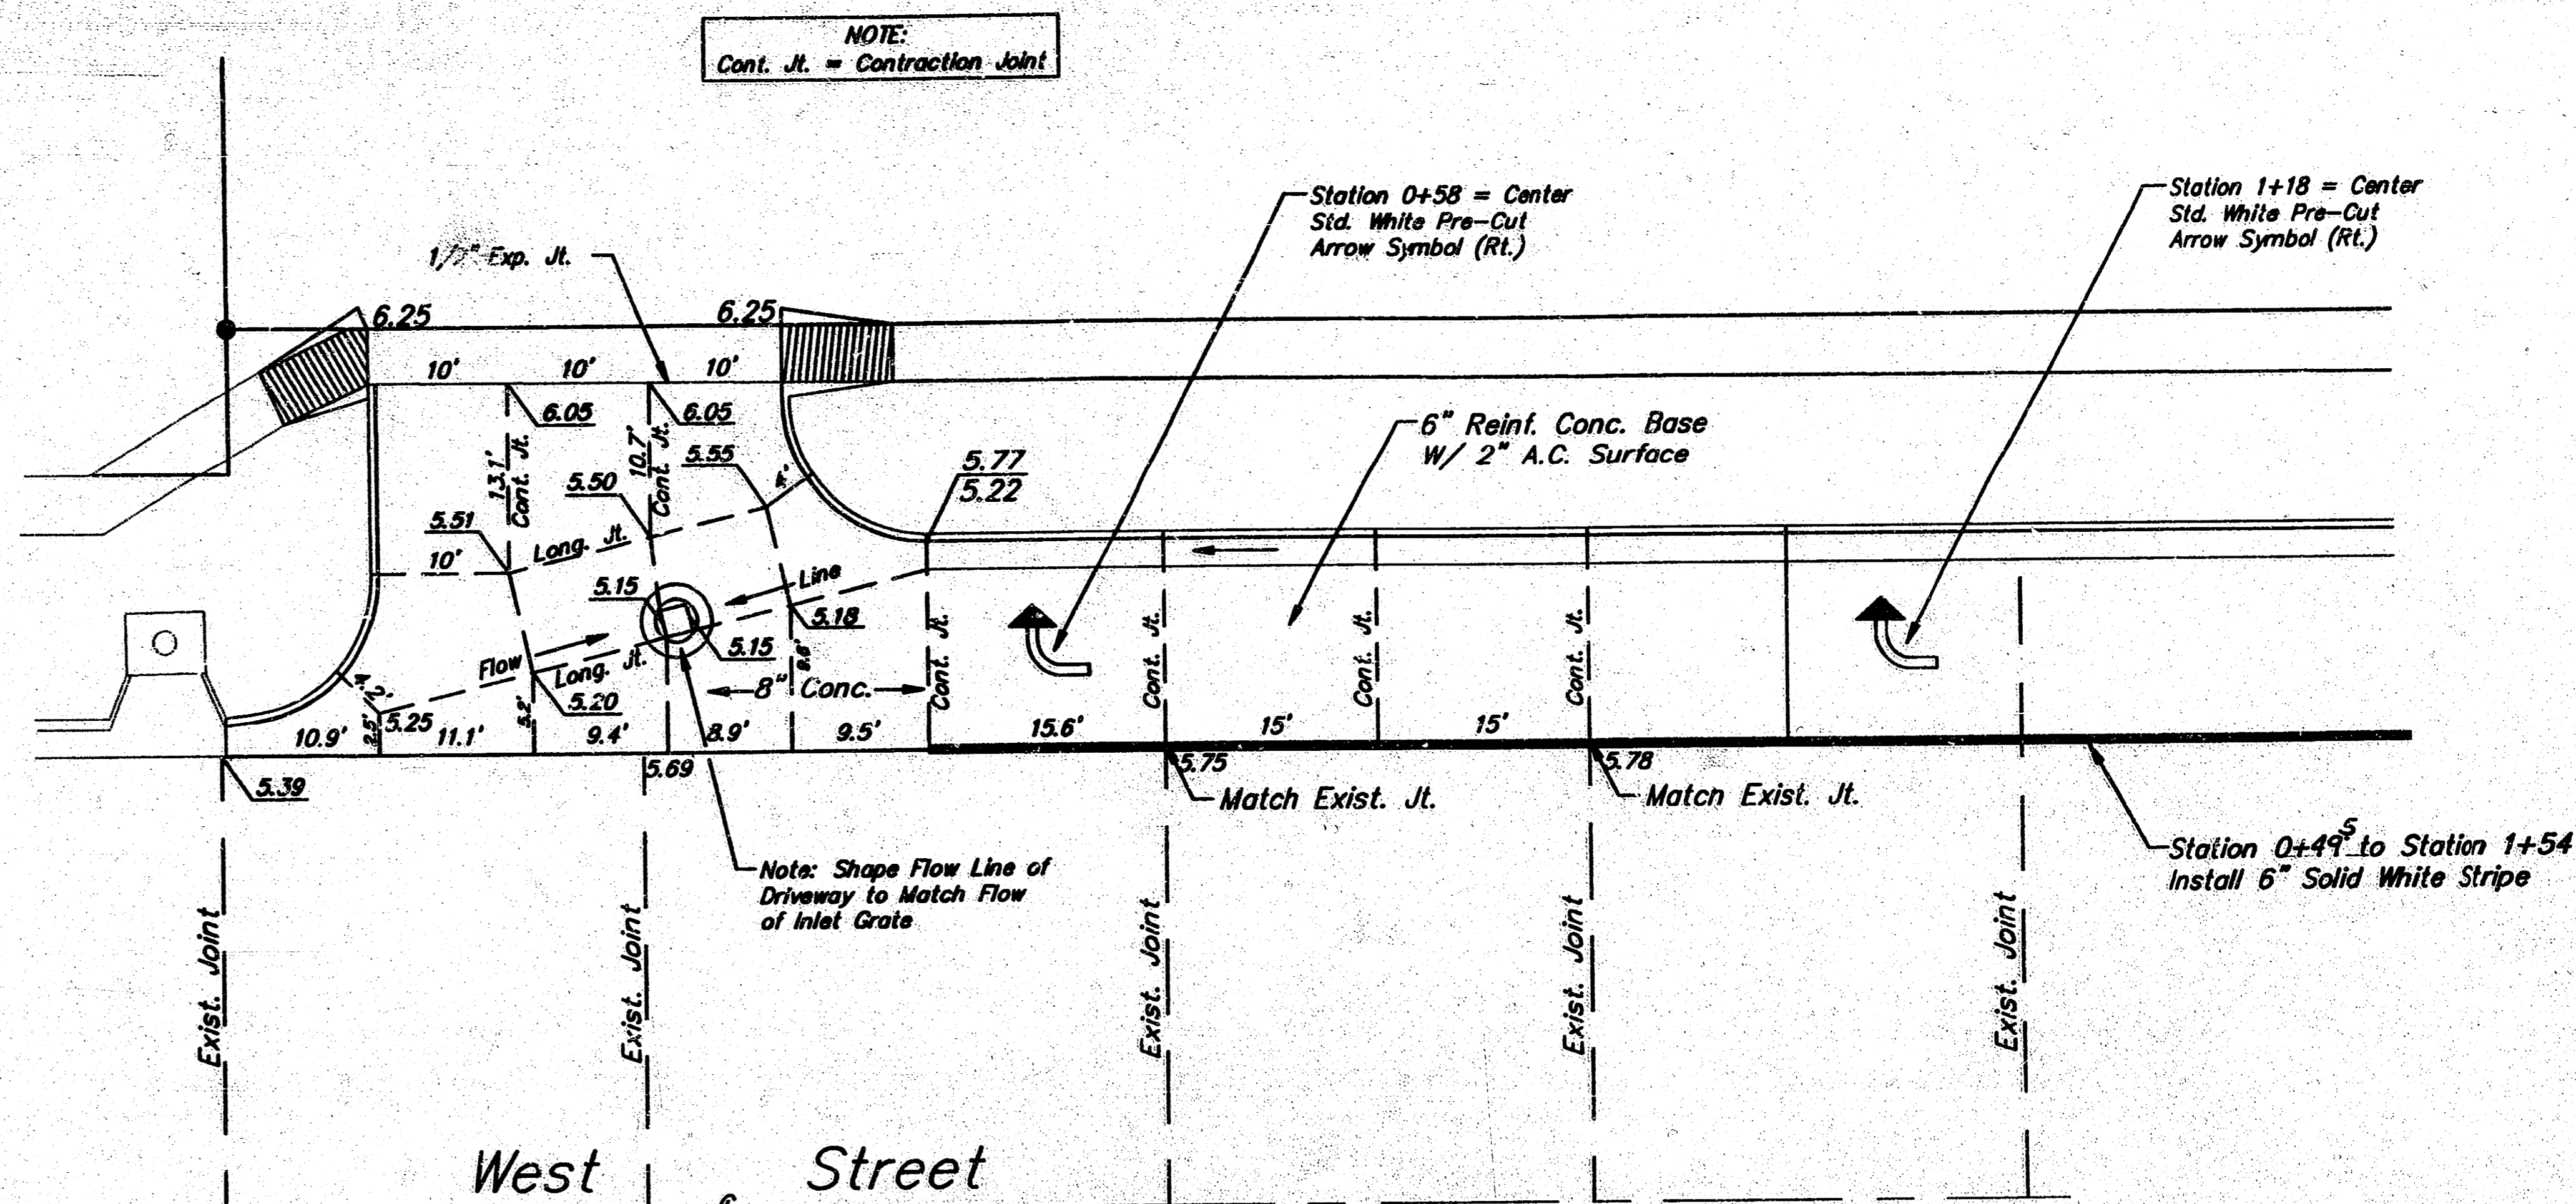 NOTE:
Cont. Jt. = Contraction Joint
Station 0+58 = Center
Std. White Pre-Cut
Arrow Symbol (Rt.)
Station 1+18 = Center
Std. White Pre-Cut
Arrow Symbol (Rt.)
Exp. Jt.
6.25
6.25
10'
10'
10'
6.05
6.05
13.1'
Cont. Jt.
10.7'
Cont. Jt.
5.55
4'
5.50
5.51
10'
Long. Jt.
5.77
5.22
6" Reinf. Conc. Base
W/ 2" A.C. Surface
5.15
Line
5.18
5.15
Flow
Long. Jt.
5.20
8" Conc.
Cont. Jt.
Cont. Jt.
Cont. Jt.
Cont. Jt.
4.2'
2.5'
5.25
5.2'
10.9'
11.1'
9.4'
8.9'
9.5'
15.6'
15'
15'
5.39
5.69
5.75
5.78
Match Exist. Jt.
Match Exist. Jt.
Note: Shape Flow Line of
Driveway to Match Flow
of Inlet Grate
Station 0+49 5 to Station 1+54
Install 6" Solid White Stripe
Exist. Joint
Exist. Joint
Exist. Joint
Exist. Joint
Exist. Joint
West Street